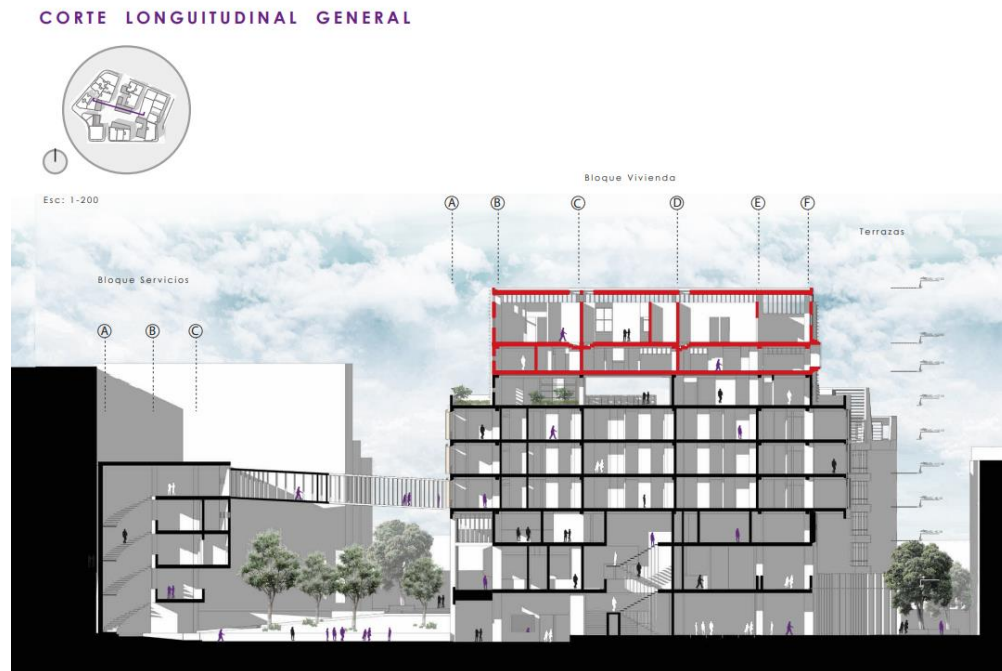 CORTE LONGUITUDINAL GENERAL
Bloque Vivienda
Esc: 1-200
A B C D E F
Terrazas
Bloque Servicios
A B C